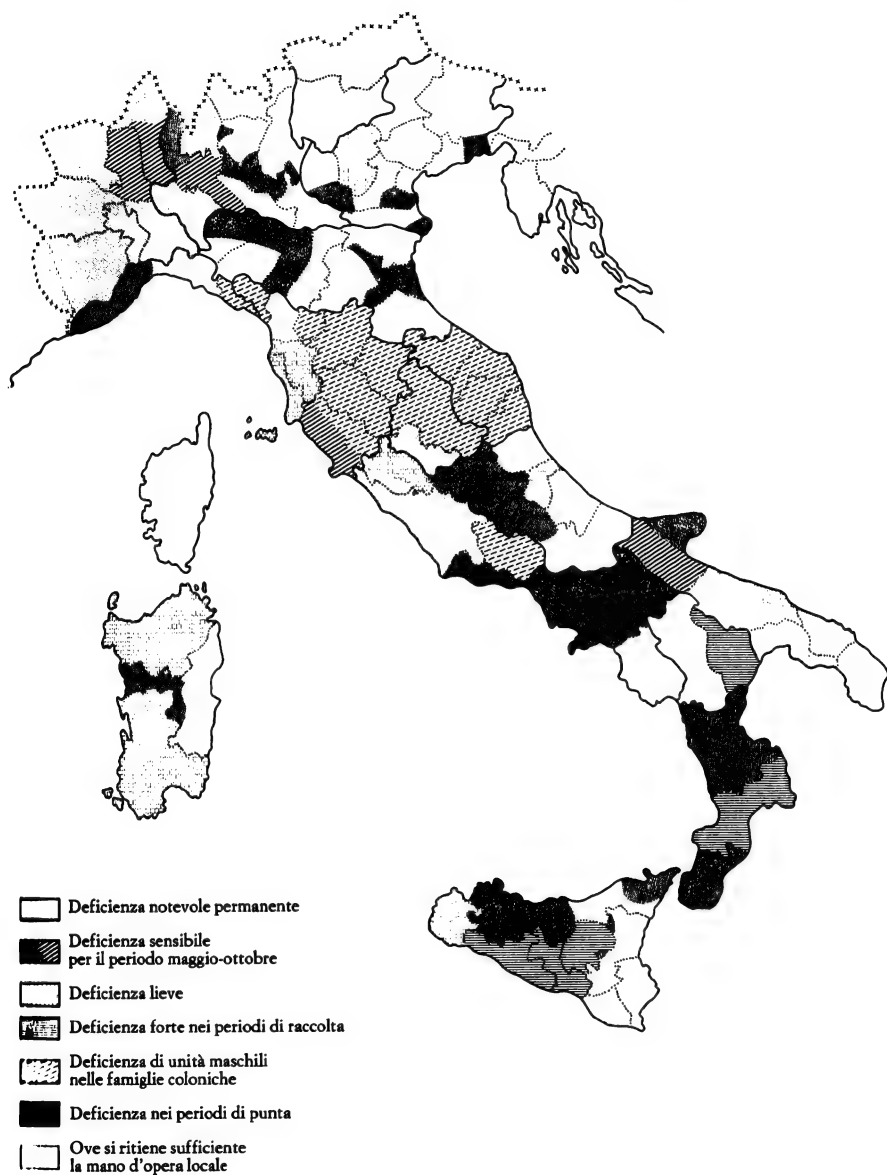 Deficienza notevole permanente
Deficienza sensibile
per il periodo maggio-ottobre
Deficienza lieve
Deficienza forte nei periodi di raccolta
Deficienza di unità maschili
nelle famiglie coloniche
Deficienza nei periodi di punta
Ove si ritiene sufficiente
la mano d'opera locale